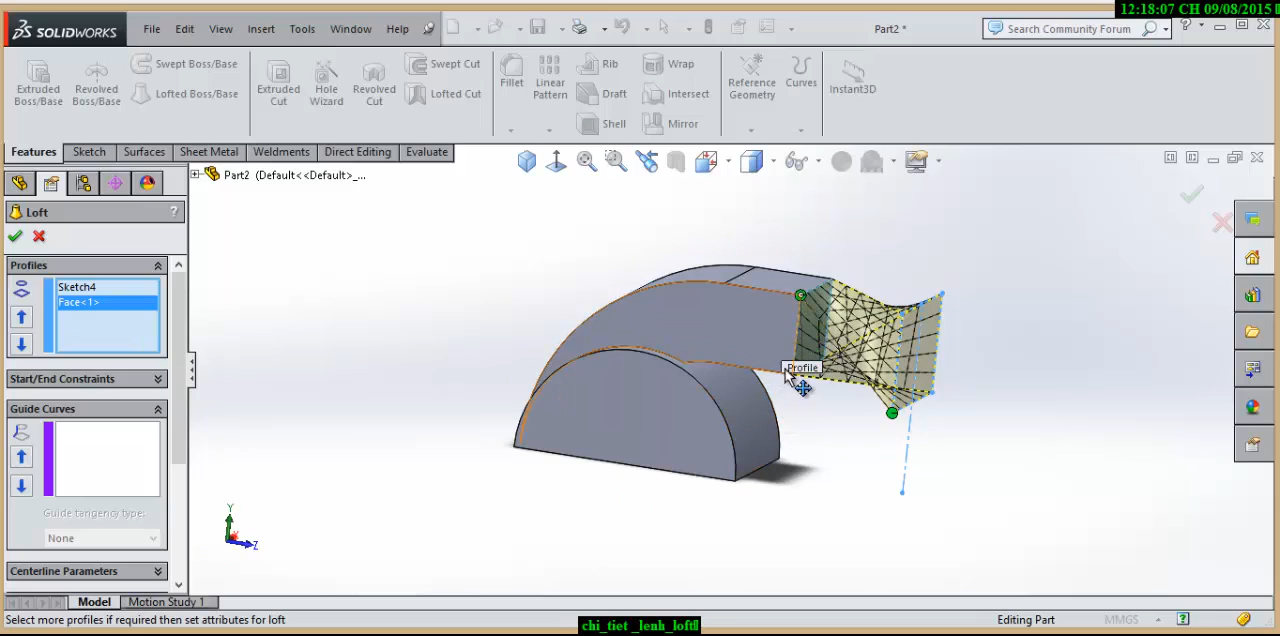 12:18:07 CH 09/08/2015
SOLIDWORKS File Edit View Insert Tools Window Help Part2 * Search Community Forum
Extruded Boss/Base
Revolved Boss/Base
Swept Boss/Base
Lofted Boss/Base
Extruded Cut
Hole Wizard
Revolved Cut
Swept Cut
Lofted Cut
Fillet
Linear Pattern
Rib
Draft
Shell
Wrap
Intersect
Mirror
Reference Geometry
Curves
Instant3D
Features Sketch Surfaces Sheet Metal Weldments Direct Editing Evaluate
Part2 (Default<<Default>_...
Loft ?
Profiles
Sketch4
Face<1>
Start/End Constraints
Guide Curves
Guide tangency type:
None
Centerline Parameters
Profile
Y
Z
Model Motion Study 1
Select more profiles if required then set attributes for loft Editing Part MMGS
chi_tiet _lenh_loft